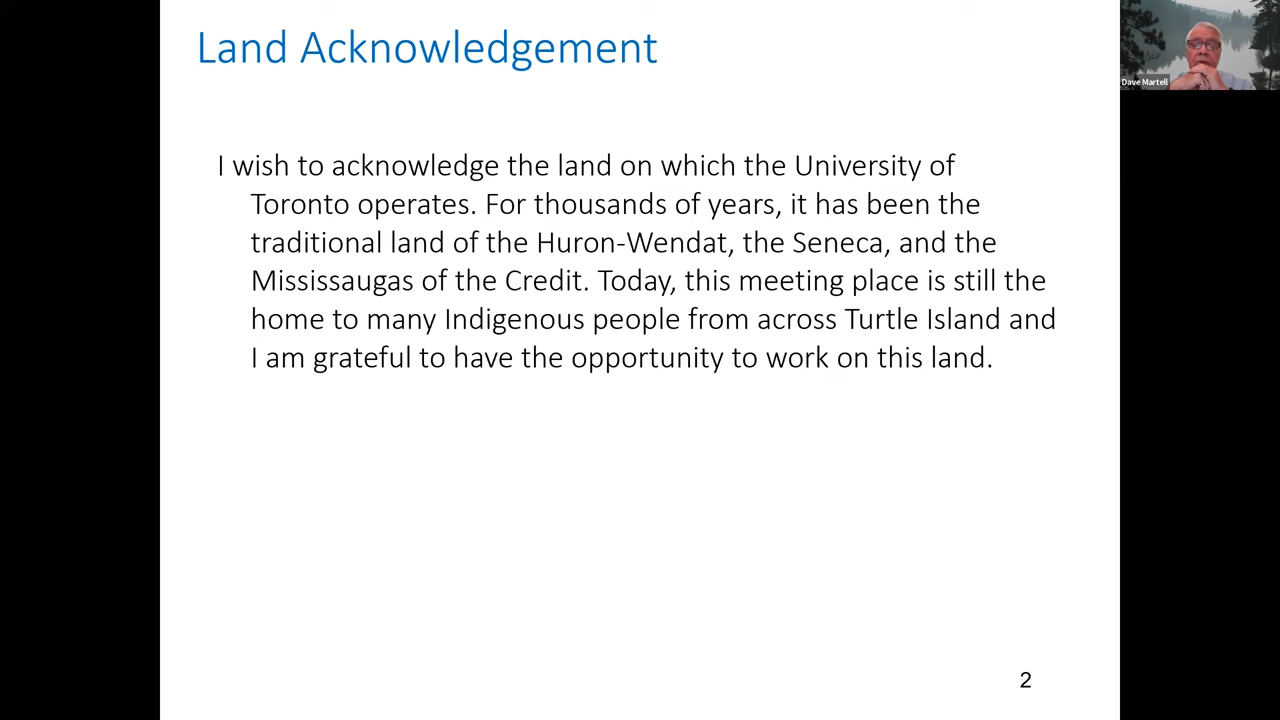 Land Acknowledgement
Dave Martell
I wish to acknowledge the land on which the University of
Toronto operates. For thousands of years, it has been the
traditional land of the Huron-Wendat, the Seneca, and the
Mississaugas of the Credit. Today, this meeting place is still the
home to many Indigenous people from across Turtle Island and
I am grateful to have the opportunity to work on this land.
2